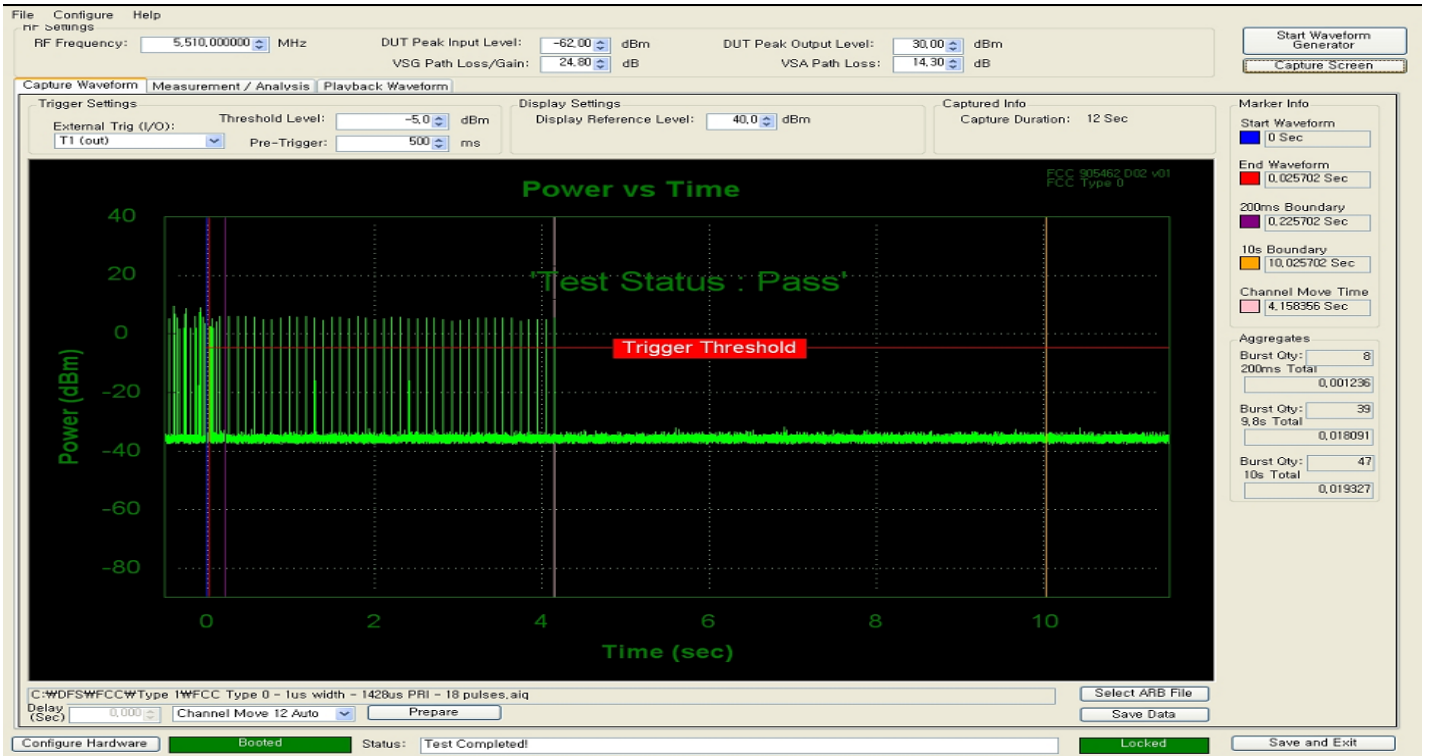 File Configure Help
RF Settings
RF Frequency: 5,510,000000 MHz DUT Peak Input Level: -62,00 dBm DUT Peak Output Level: 30,00 dBm
VSG Path Loss/Gain: 24,80 dB VSA Path Loss: 14,30 dB
Start Waveform Generator
Capture Screen
Capture Waveform Measurement / Analysis Playback Waveform
Trigger Settings
External Trig (I/O): Threshold Level: -5,0 dBm
T1 (out) Pre-Trigger: 500 ms
Display Settings
Display Reference Level: 40,0 dBm
Captured Info
Capture Duration: 12 Sec
Marker Info
Start Waveform
0 Sec
End Waveform
0,025702 Sec
200ms Boundary
0,225702 Sec
10s Boundary
10,025702 Sec
Channel Move Time
4,158356 Sec
Aggregates
Burst Qty: 8
200ms Total
0,001236
Burst Qty: 39
9,8s Total
0,018091
Burst Qty: 47
10s Total
0,019327
FCC 905462 D02 v01
FCC Type 0
Power vs Time
'Test Status : Pass'
Trigger Threshold
Power (dBm)
40
20
0
-20
-40
-60
-80
0 2 4 6 8 10
Time (sec)
C:₩DFS₩FCC₩Type 1₩FCC Type 0 - 1us width - 1428us PRI - 18 pulses.aiq
Select ARB File
Delay (Sec) 0,000 Channel Move 12 Auto Prepare
Save Data
Configure Hardware Booted Status: Test Completed! Locked Save and Exit